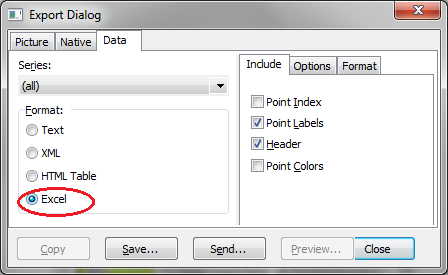 Export Dialog
Picture Native Data
Series:
(all)
Format:
Text
XML
HTML Table
Excel
Include Options Format
Point Index
Point Labels
Header
Point Colors
Copy Save... Send... Preview... Close